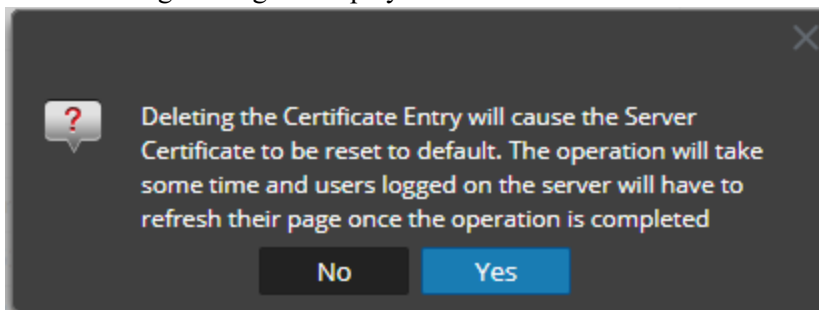 Deleting the Certificate Entry will cause the Server
Certificate to be reset to default. The operation will take
some time and users logged on the server will have to
refresh their page once the operation is completed
No Yes